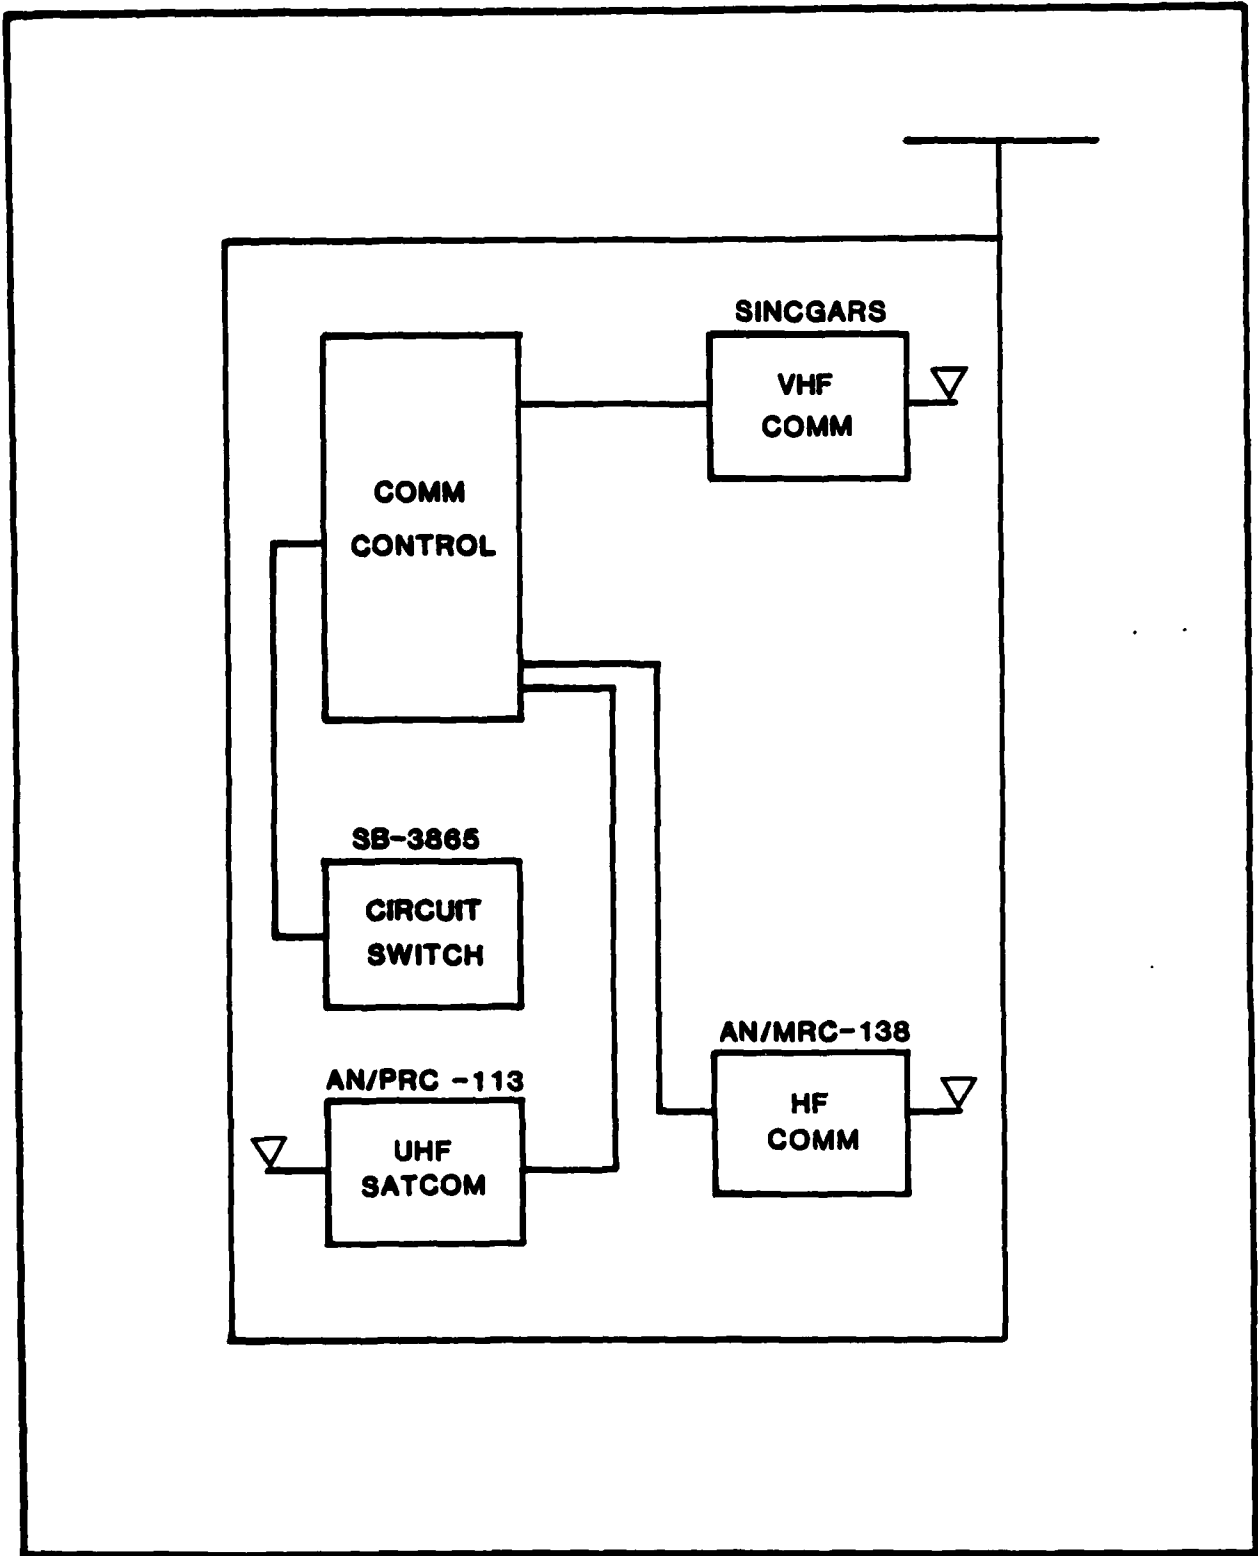 SINCGARS
VHF
COMM
COMM
CONTROL
SB-3865
CIRCUIT
SWITCH
AN/MRC-138
HF
COMM
AN/PRC -113
UHF
SATCOM